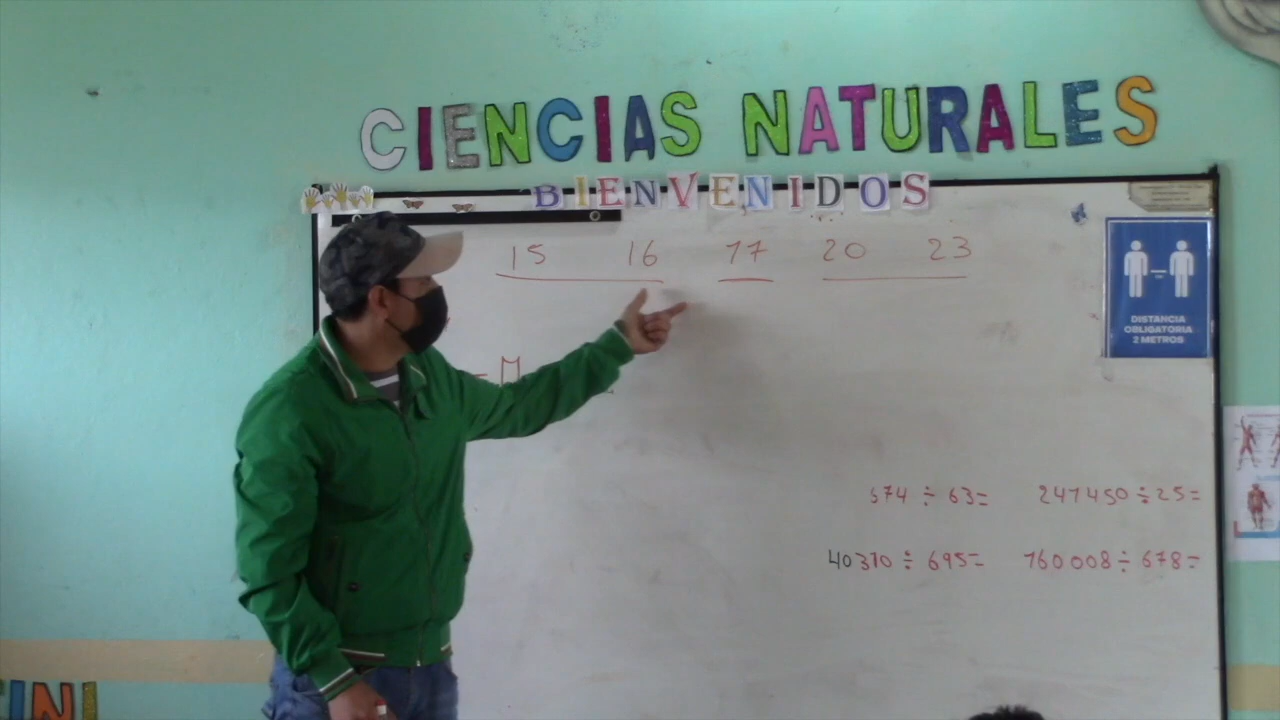 CIENCIAS NATURALES
BIENVENIDOS
15 16 17 20 23
DISTANCIA
OBLIGATORIA
2 METROS
M
574 ÷ 63= 247450 ÷ 25=
40310 ÷ 695= 760008 ÷ 678=
INI